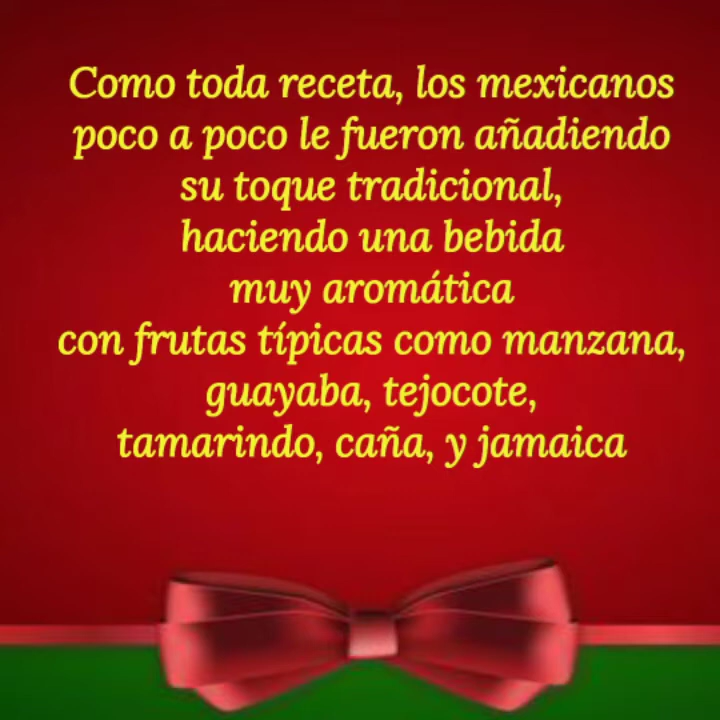 Como toda receta, los mexicanos
poco a poco le fueron añadiendo
su toque tradicional,
haciendo una bebida
muy aromática
con frutas típicas como manzana,
guayaba, tejocote,
tamarindo, caña, y jamaica